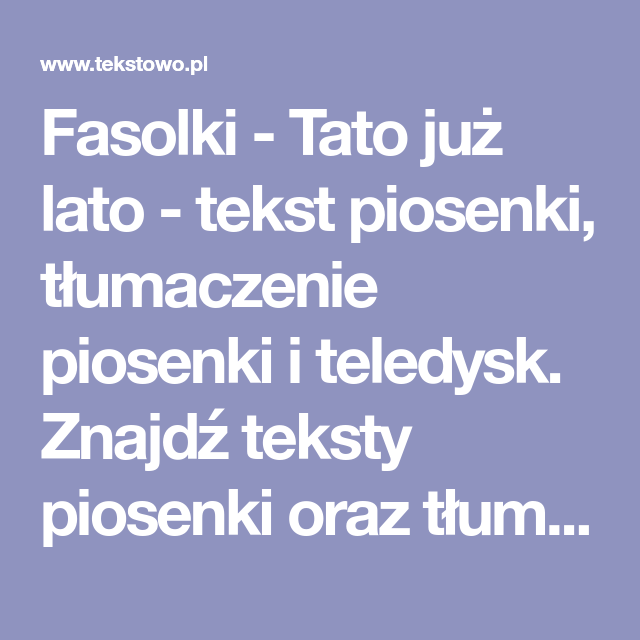 www.tekstowo.pl
Fasolki - Tato już
lato - tekst piosenki,
tłumaczenie
piosenki i teledysk.
Znajdź teksty
piosenki oraz tłum...